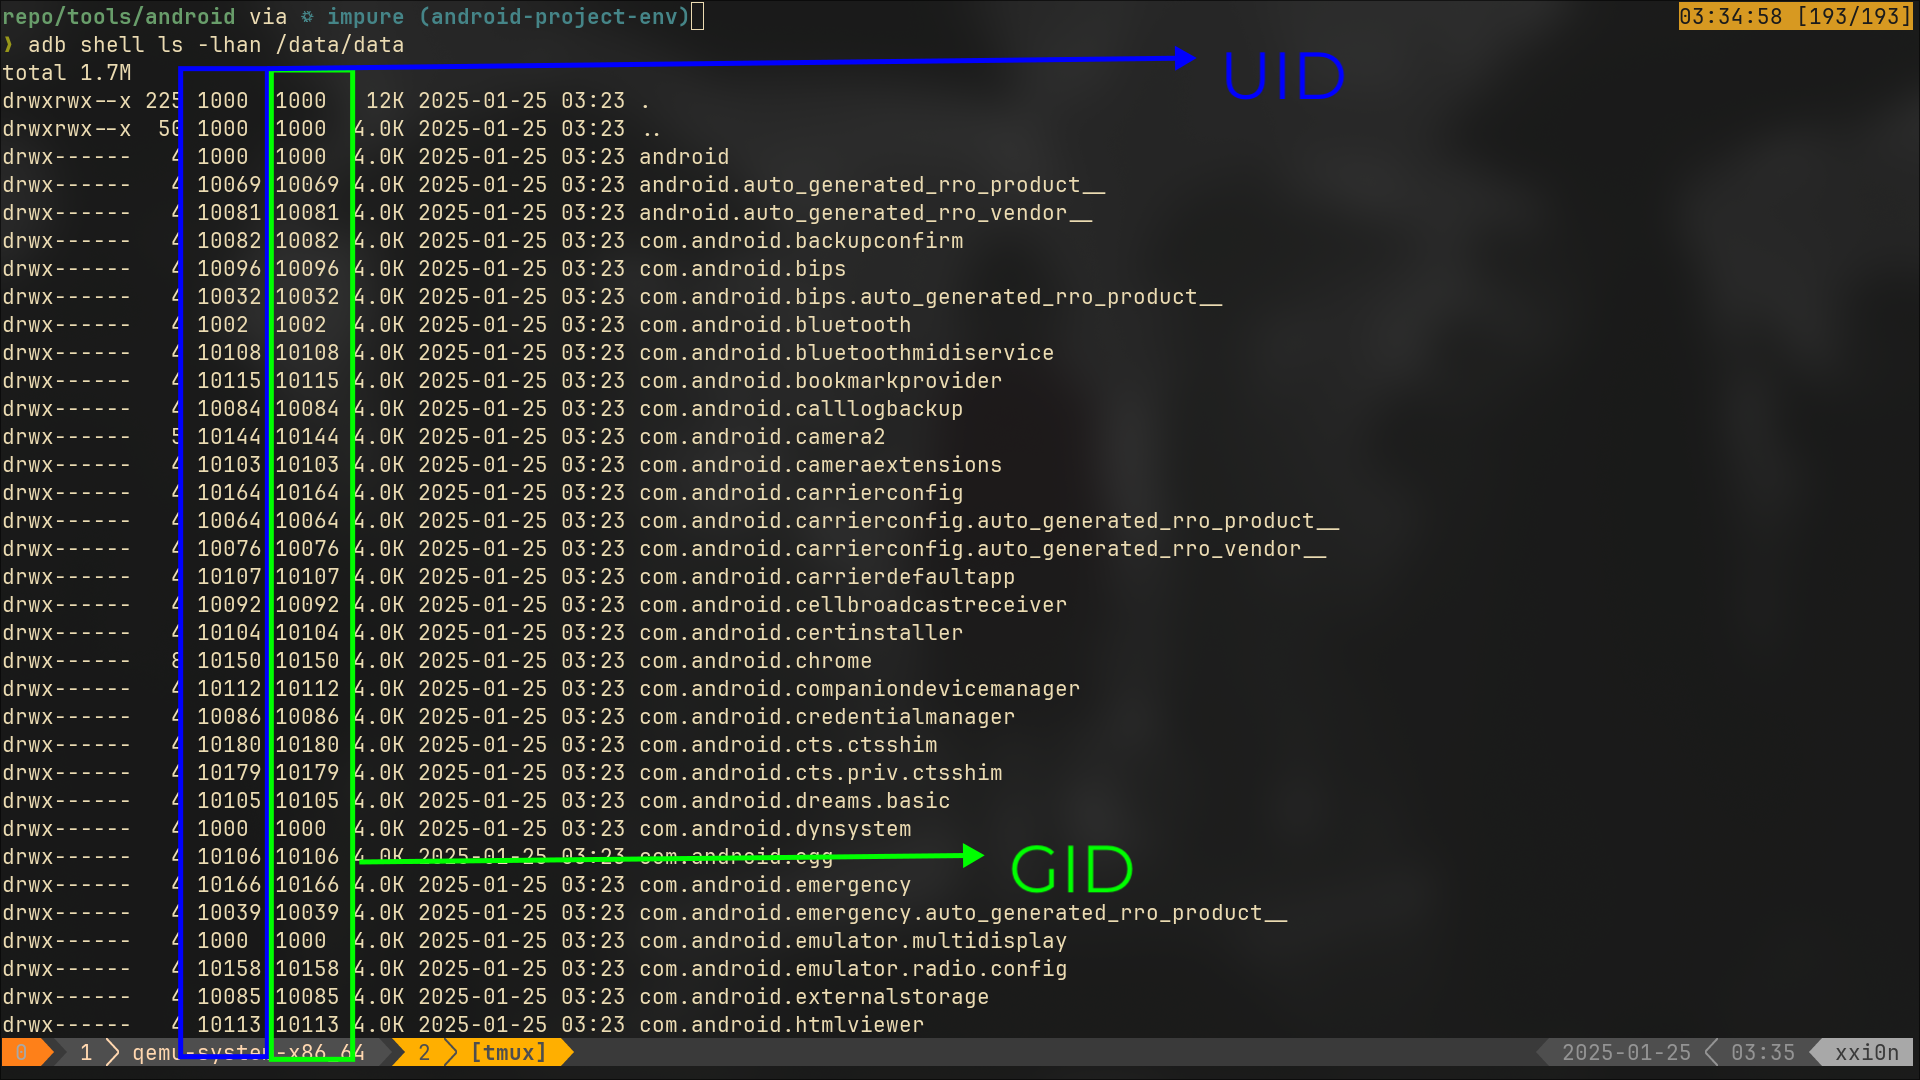 repo/tools/android via ❄ impure (android-project-env)
03:34:58 [193/193]
❯ adb shell ls -lhan /data/data
UID
total 1.7M
drwxrwx--x 225 1000 1000 12K 2025-01-25 03:23 .
drwxrwx--x 50 1000 1000 4.0K 2025-01-25 03:23 ..
drwx------ 4 1000 1000 4.0K 2025-01-25 03:23 android
drwx------ 4 10069 10069 4.0K 2025-01-25 03:23 android.auto_generated_rro_product__
drwx------ 4 10081 10081 4.0K 2025-01-25 03:23 android.auto_generated_rro_vendor__
drwx------ 4 10082 10082 4.0K 2025-01-25 03:23 com.android.backupconfirm
drwx------ 4 10096 10096 4.0K 2025-01-25 03:23 com.android.bips
drwx------ 4 10032 10032 4.0K 2025-01-25 03:23 com.android.bips.auto_generated_rro_product__
drwx------ 4 1002 1002 4.0K 2025-01-25 03:23 com.android.bluetooth
drwx------ 4 10108 10108 4.0K 2025-01-25 03:23 com.android.bluetoothmidiservice
drwx------ 4 10115 10115 4.0K 2025-01-25 03:23 com.android.bookmarkprovider
drwx------ 4 10084 10084 4.0K 2025-01-25 03:23 com.android.calllogbackup
drwx------ 5 10144 10144 4.0K 2025-01-25 03:23 com.android.camera2
drwx------ 4 10103 10103 4.0K 2025-01-25 03:23 com.android.cameraextensions
drwx------ 4 10164 10164 4.0K 2025-01-25 03:23 com.android.carrierconfig
drwx------ 4 10064 10064 4.0K 2025-01-25 03:23 com.android.carrierconfig.auto_generated_rro_product__
drwx------ 4 10076 10076 4.0K 2025-01-25 03:23 com.android.carrierconfig.auto_generated_rro_vendor__
drwx------ 4 10107 10107 4.0K 2025-01-25 03:23 com.android.carrierdefaultapp
drwx------ 4 10092 10092 4.0K 2025-01-25 03:23 com.android.cellbroadcastreceiver
drwx------ 4 10104 10104 4.0K 2025-01-25 03:23 com.android.certinstaller
drwx------ 8 10150 10150 4.0K 2025-01-25 03:23 com.android.chrome
drwx------ 4 10112 10112 4.0K 2025-01-25 03:23 com.android.companiondevicemanager
drwx------ 4 10086 10086 4.0K 2025-01-25 03:23 com.android.credentialmanager
drwx------ 4 10180 10180 4.0K 2025-01-25 03:23 com.android.cts.ctsshim
drwx------ 4 10179 10179 4.0K 2025-01-25 03:23 com.android.cts.priv.ctsshim
drwx------ 4 10105 10105 4.0K 2025-01-25 03:23 com.android.dreams.basic
drwx------ 4 1000 1000 4.0K 2025-01-25 03:23 com.android.dynsystem
drwx------ 4 10106 10106 4.0K 2025-01-25 03:23 com.android.egg
GID
drwx------ 4 10166 10166 4.0K 2025-01-25 03:23 com.android.emergency
drwx------ 4 10039 10039 4.0K 2025-01-25 03:23 com.android.emergency.auto_generated_rro_product__
drwx------ 4 1000 1000 4.0K 2025-01-25 03:23 com.android.emulator.multidisplay
drwx------ 4 10158 10158 4.0K 2025-01-25 03:23 com.android.emulator.radio.config
drwx------ 4 10085 10085 4.0K 2025-01-25 03:23 com.android.externalstorage
drwx------ 4 10113 10113 4.0K 2025-01-25 03:23 com.android.htmlviewer
0 1 qemu-system-x86_64 2 [tmux] 2025-01-25 03:35 xxi0n